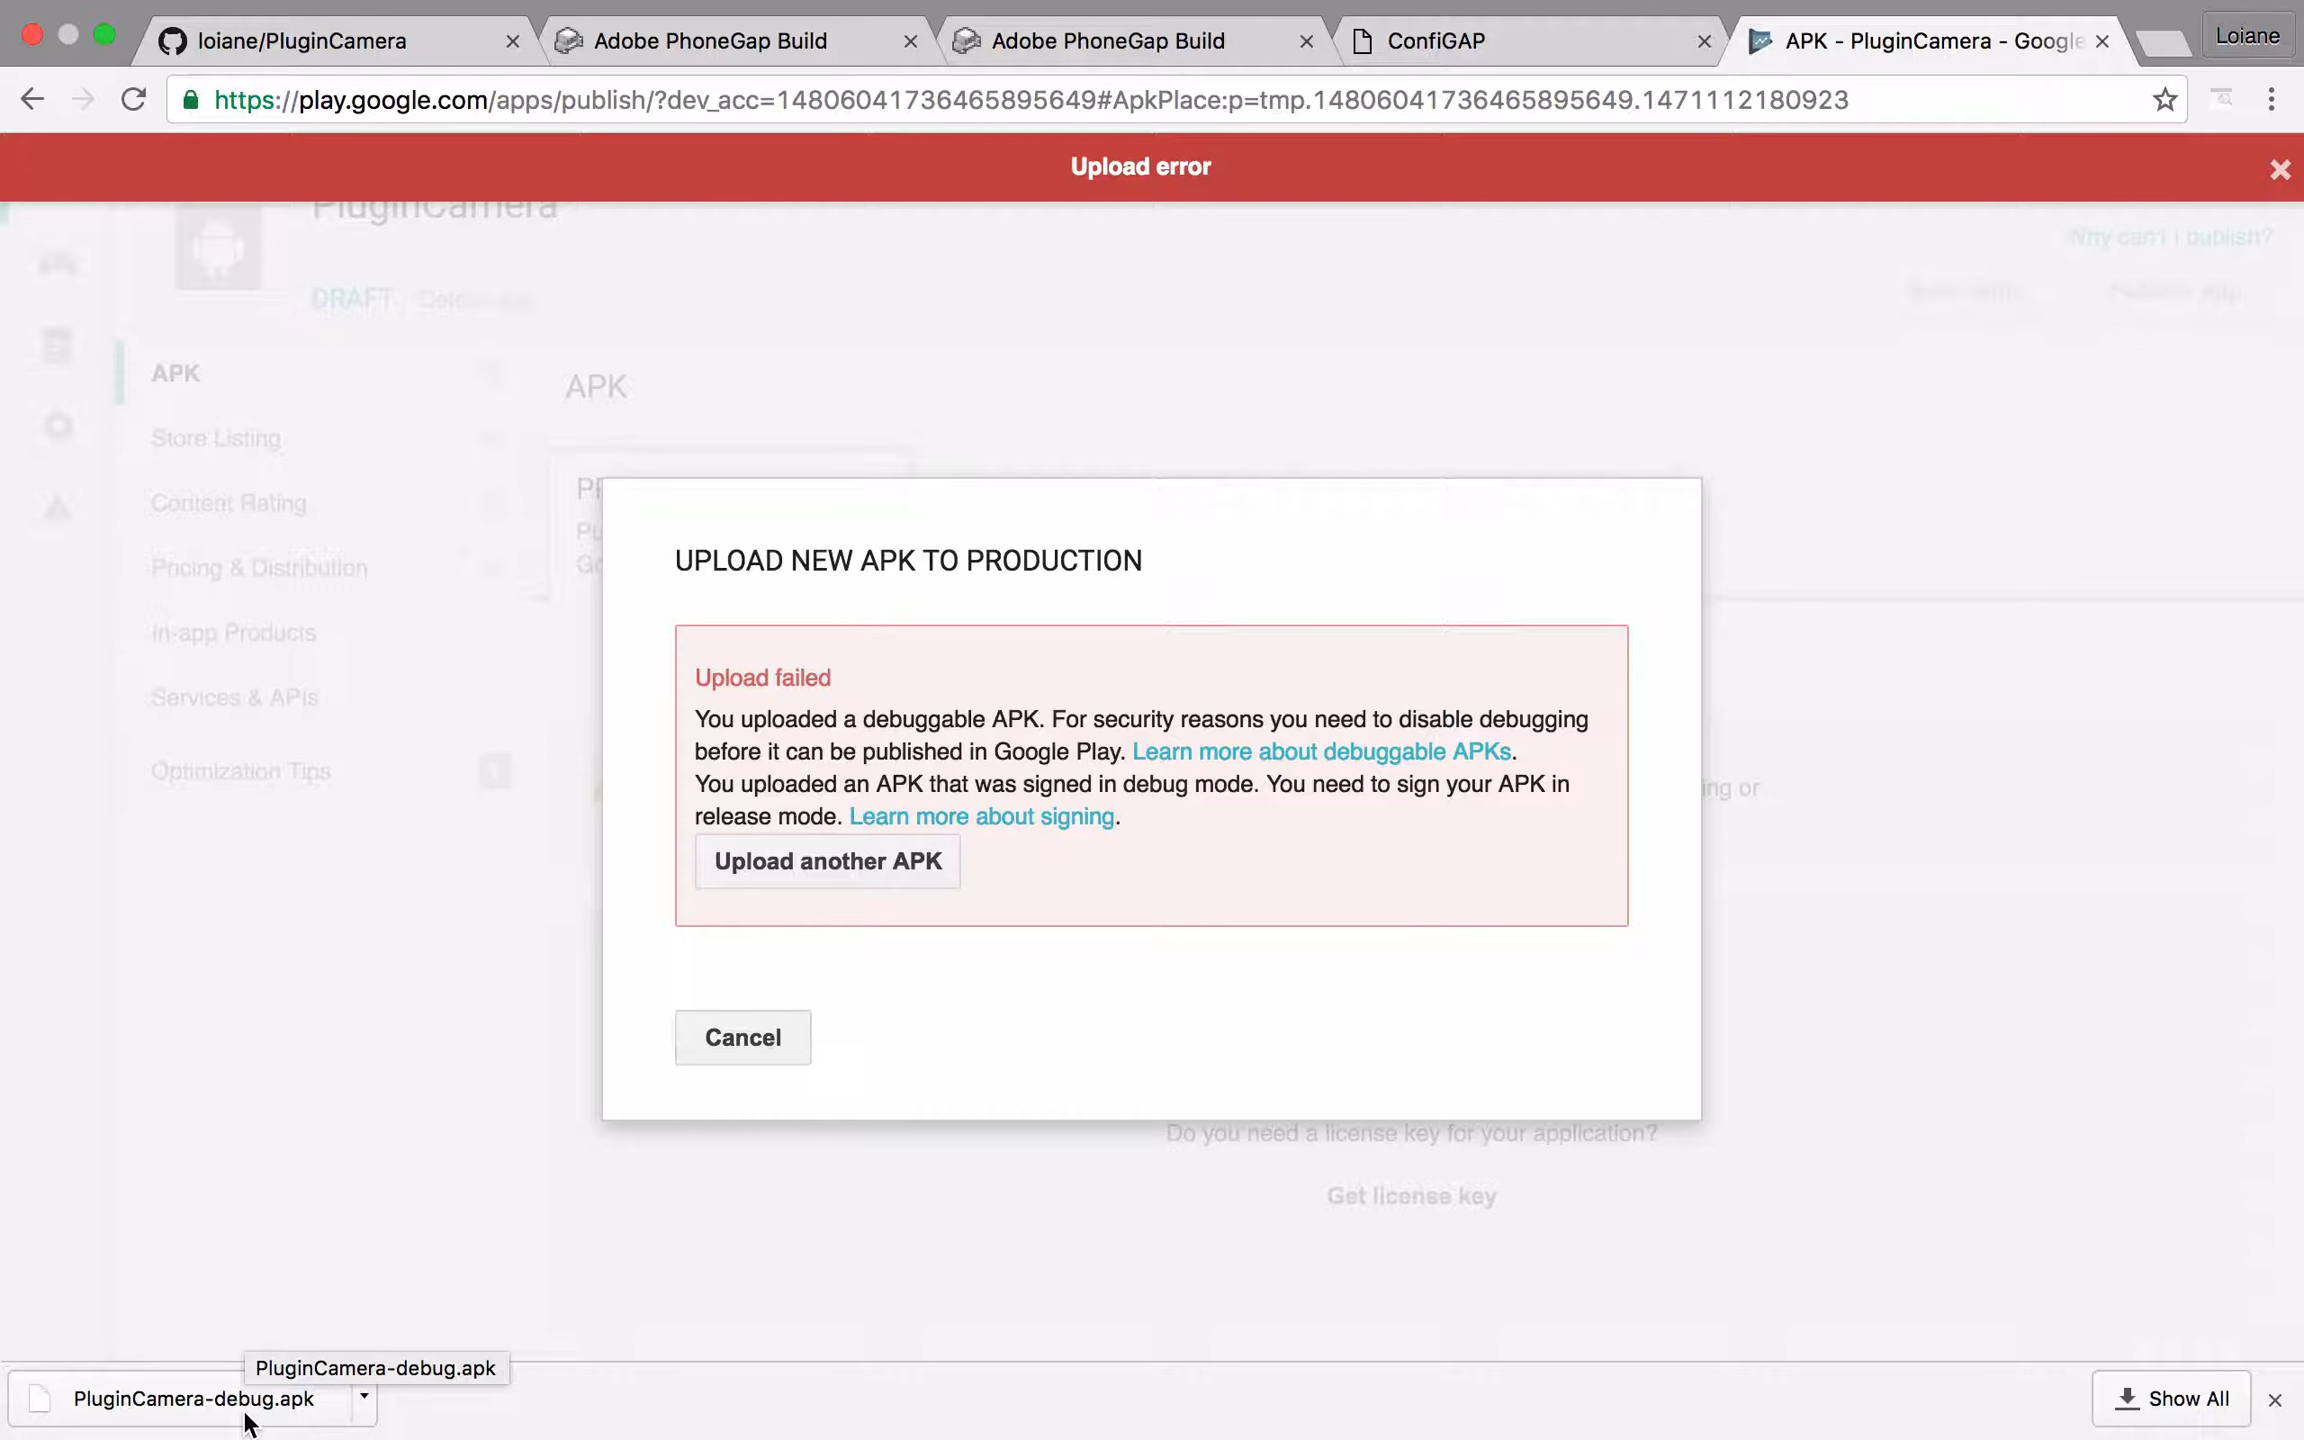 loiane/PluginCamera
Adobe PhoneGap Build
Adobe PhoneGap Build
ConfiGAP
APK - PluginCamera - Google
Loiane
https://play.google.com/apps/publish/?dev_acc=14806041736465895649#ApkPlace:p=tmp.14806041736465895649.1471112180923
Upload error
PluginCamera
Why can't I publish?
DRAFT
APK
Store Listing
Content Rating
Pricing & Distribution
In-app Products
Services & APIs
Optimization Tips
APK
UPLOAD NEW APK TO PRODUCTION
Upload failed
You uploaded a debuggable APK. For security reasons you need to disable debugging
before it can be published in Google Play. Learn more about debuggable APKs.
You uploaded an APK that was signed in debug mode. You need to sign your APK in
release mode. Learn more about signing.
Upload another APK
Cancel
ing or
Do you need a license key for your application?
Get license key
PluginCamera-debug.apk
PluginCamera-debug.apk
Show All